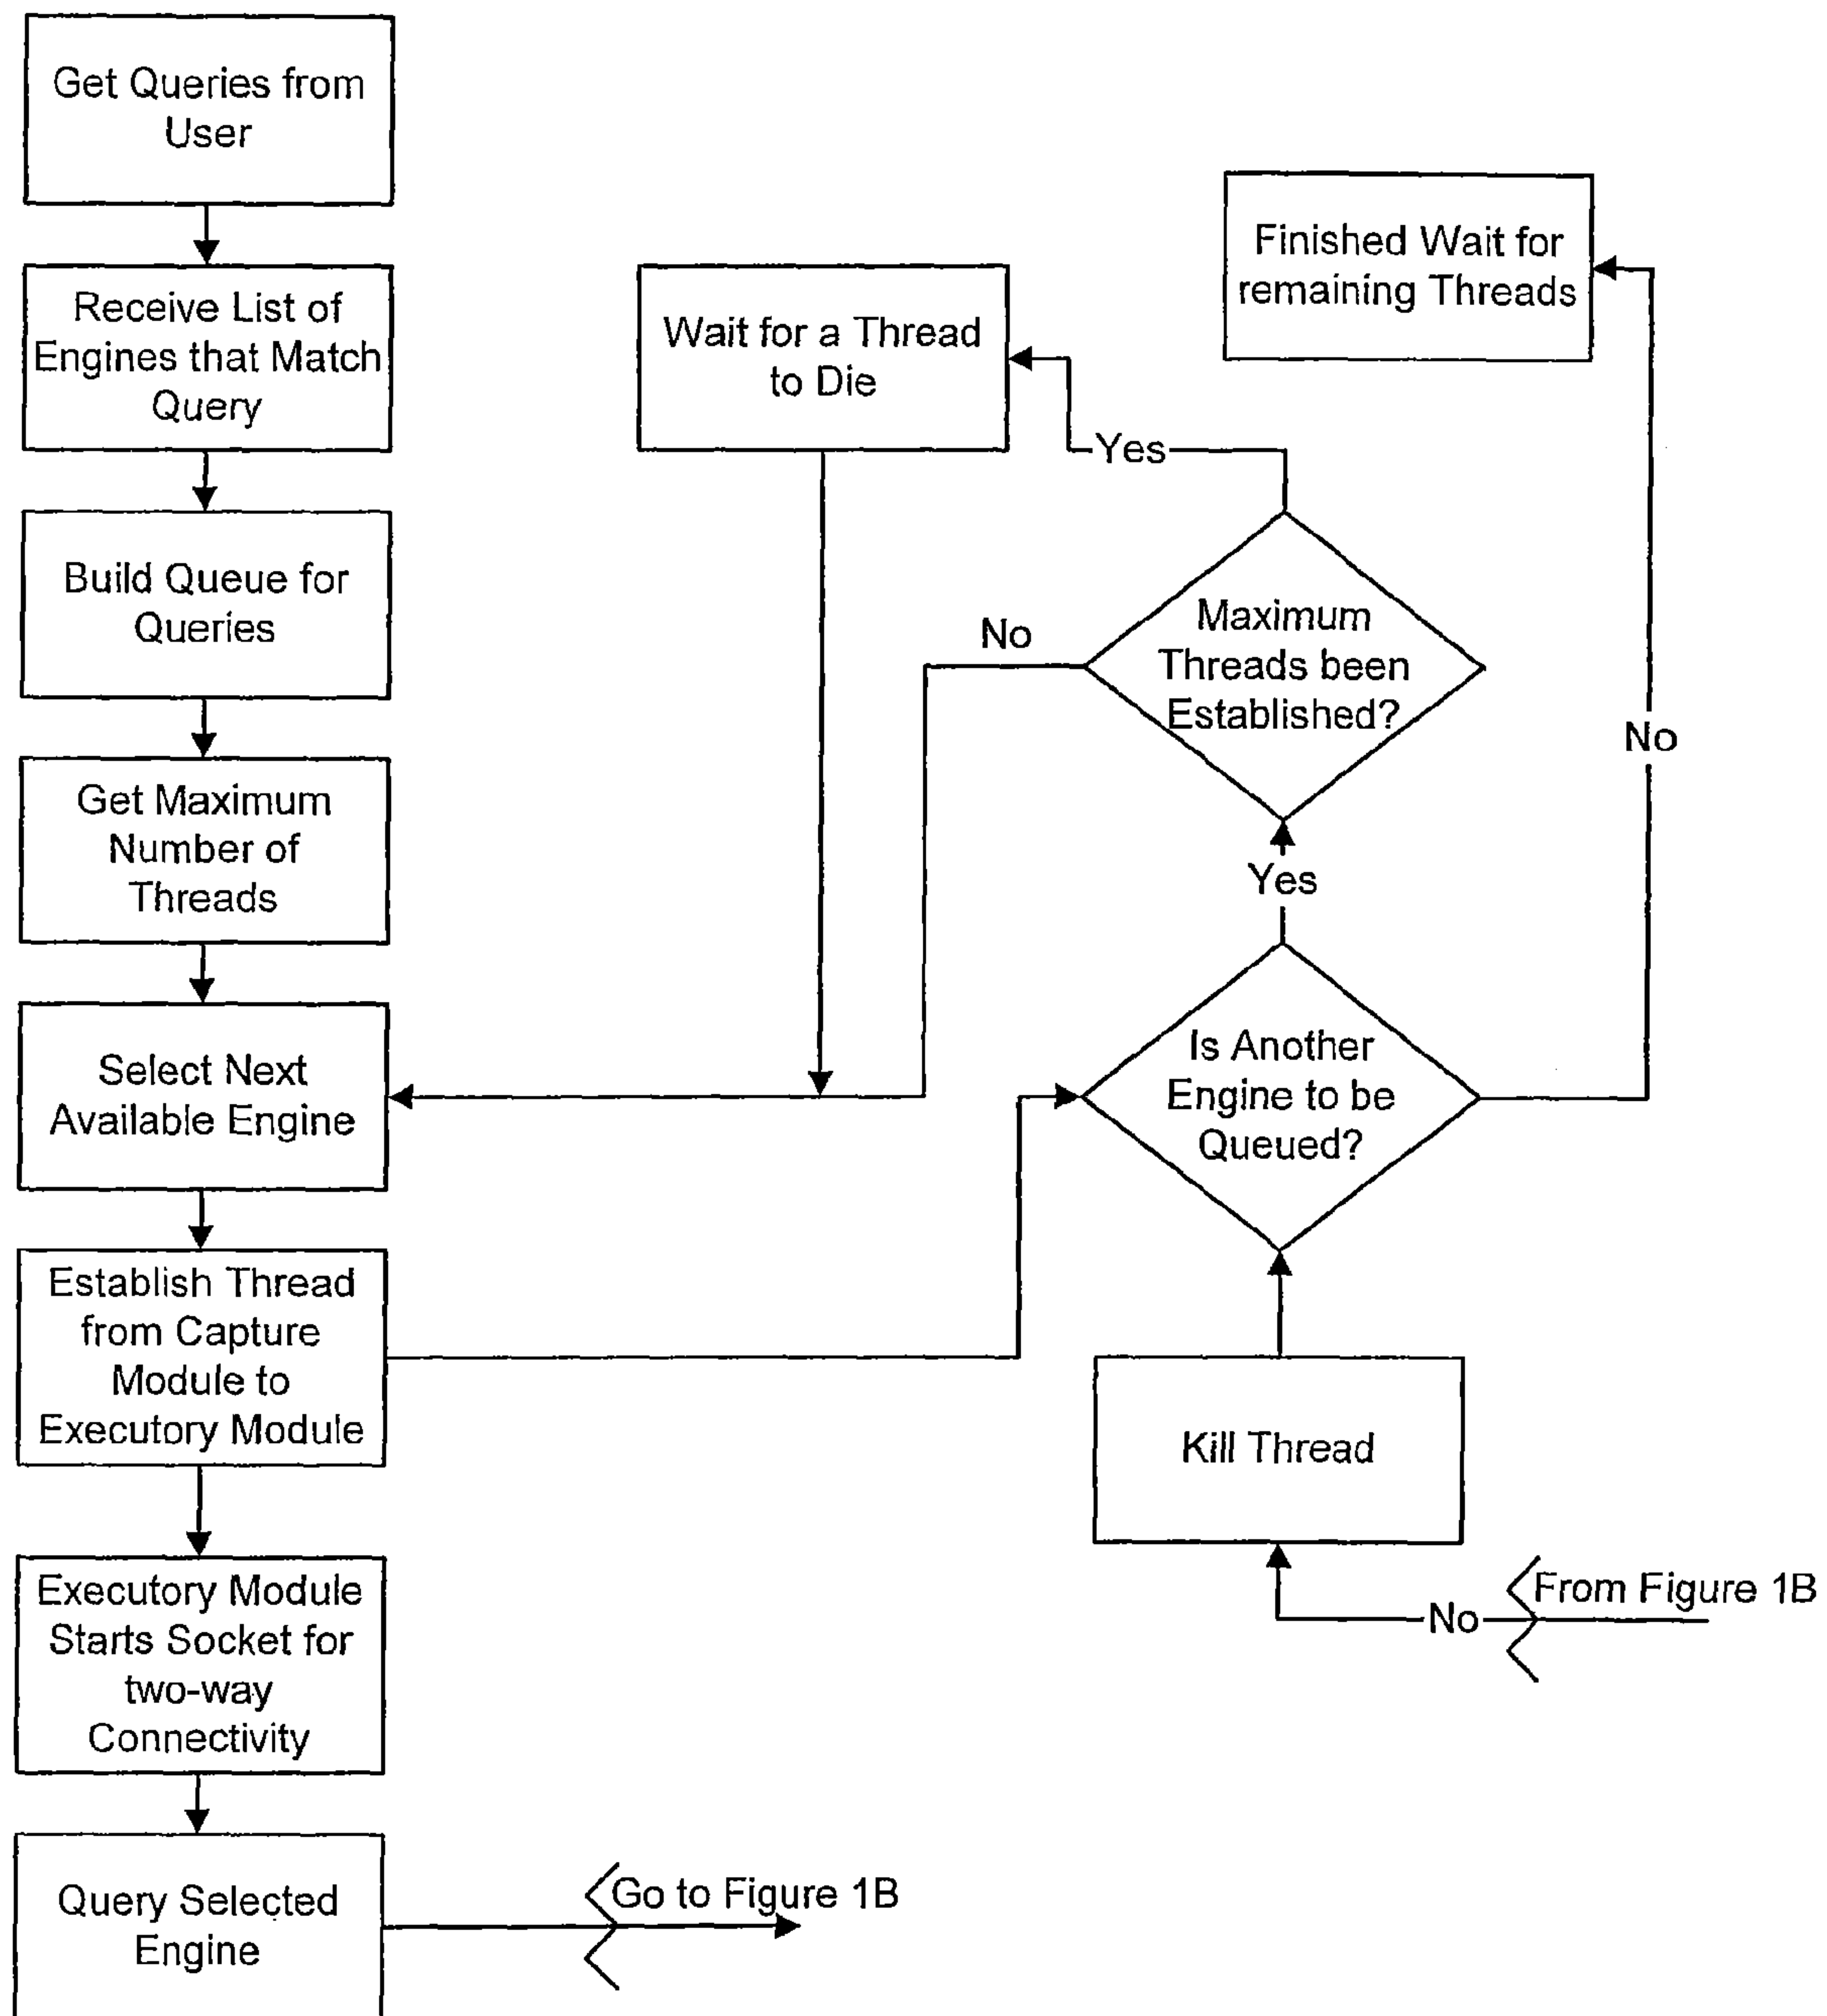 Get Queries from
User
Receive List of
Engines that Match
Query
Build Queue for
Queries
Get Maximum
Number of
Threads
Select Next
Available Engine
Establish Thread
from Capture
Module to
Executory Module
Executory Module
Starts Socket for
two-way
Connectivity
Query Selected
Engine
Go to Figure 1B
Wait for a Thread
to Die
Finished Wait for
remaining Threads
Yes
No
Maximum
Threads been
Established?
No
Yes
Is Another
Engine to be
Queued?
Kill Thread
No
From Figure 1B